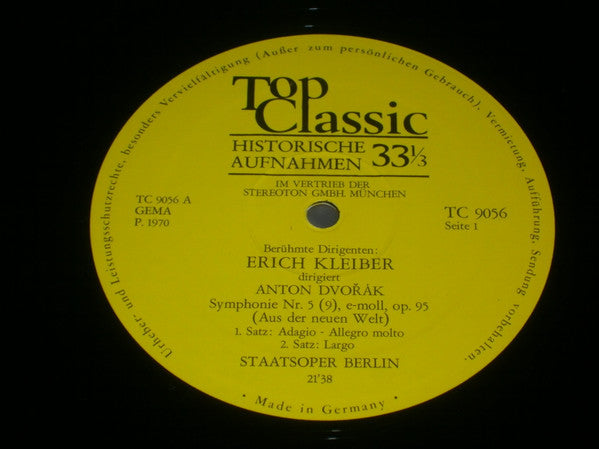 Urheber- und Leistungsschutzrechte, besonders Vervielfältigung (Außer zum persönlichen Gebrauch), Vermietung, Aufführung, Sendung vorbehalten.
Top
Classic
HISTORISCHE
AUFNAHMEN 33⅓
IM VERTRIEB DER
STEREOTON GMBH. MÜNCHEN
TC 9056 A
GEMA
P. 1970
TC 9056
Seite 1
Berühmte Dirigenten:
ERICH KLEIBER
dirigiert
ANTON DVOŘÁK
Symphonie Nr. 5 (9), e-moll, op. 95
(Aus der neuen Welt)
1. Satz: Adagio · Allegro molto
2. Satz: Largo
STAATSOPER BERLIN
21'38
· Made in Germany ·